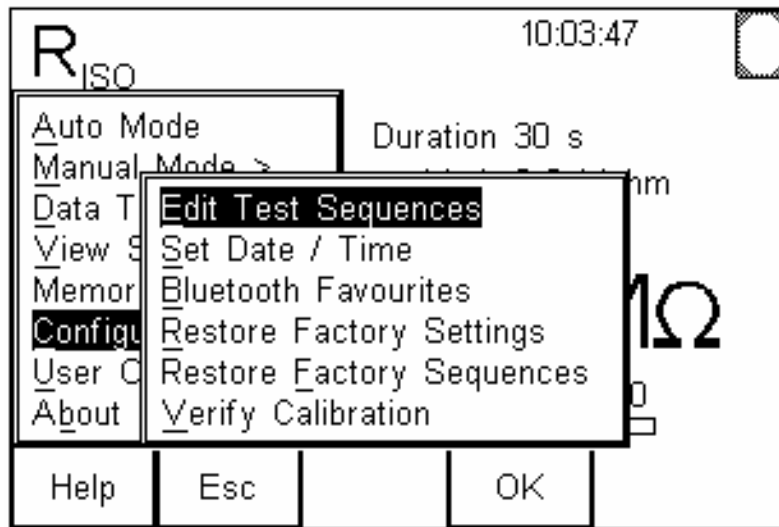 RISO
10:03:47
Duration 30 s
Auto Mode
Manual Mode >
Data T
View S
Memor
Configu
User C
About
Edit Test Sequences
Set Date / Time
Bluetooth Favourites
Restore Factory Settings
Restore Factory Sequences
Verify Calibration
MΩ
Help
Esc
OK